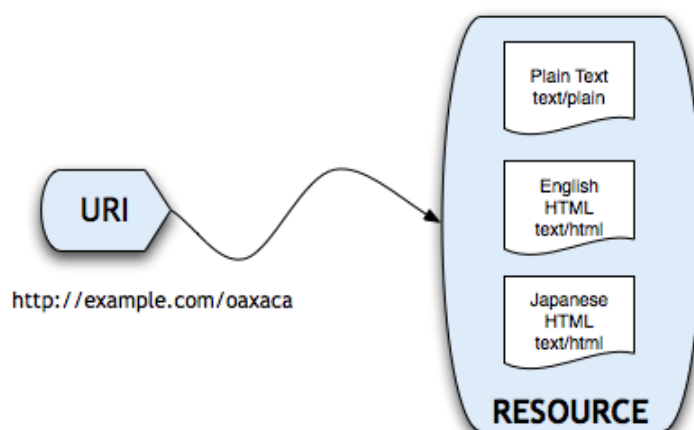 URI
http://example.com/oaxaca
Plain Text
text/plain
English
HTML
text/html
Japanese
HTML
text/html
RESOURCE